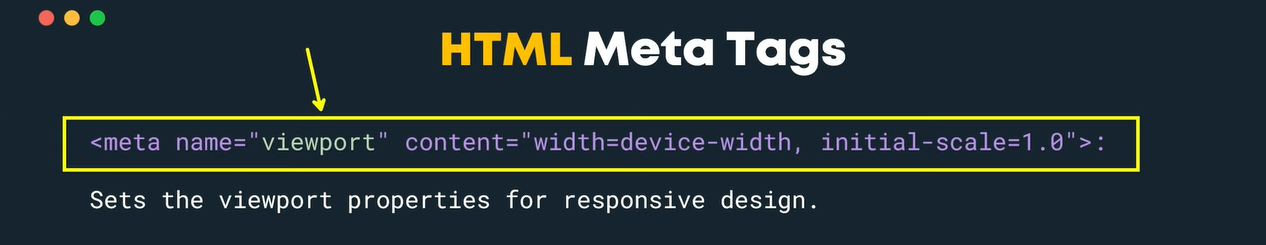 HTML Meta Tags
<meta name="viewport" content="width=device-width, initial-scale=1.0">:
Sets the viewport properties for responsive design.